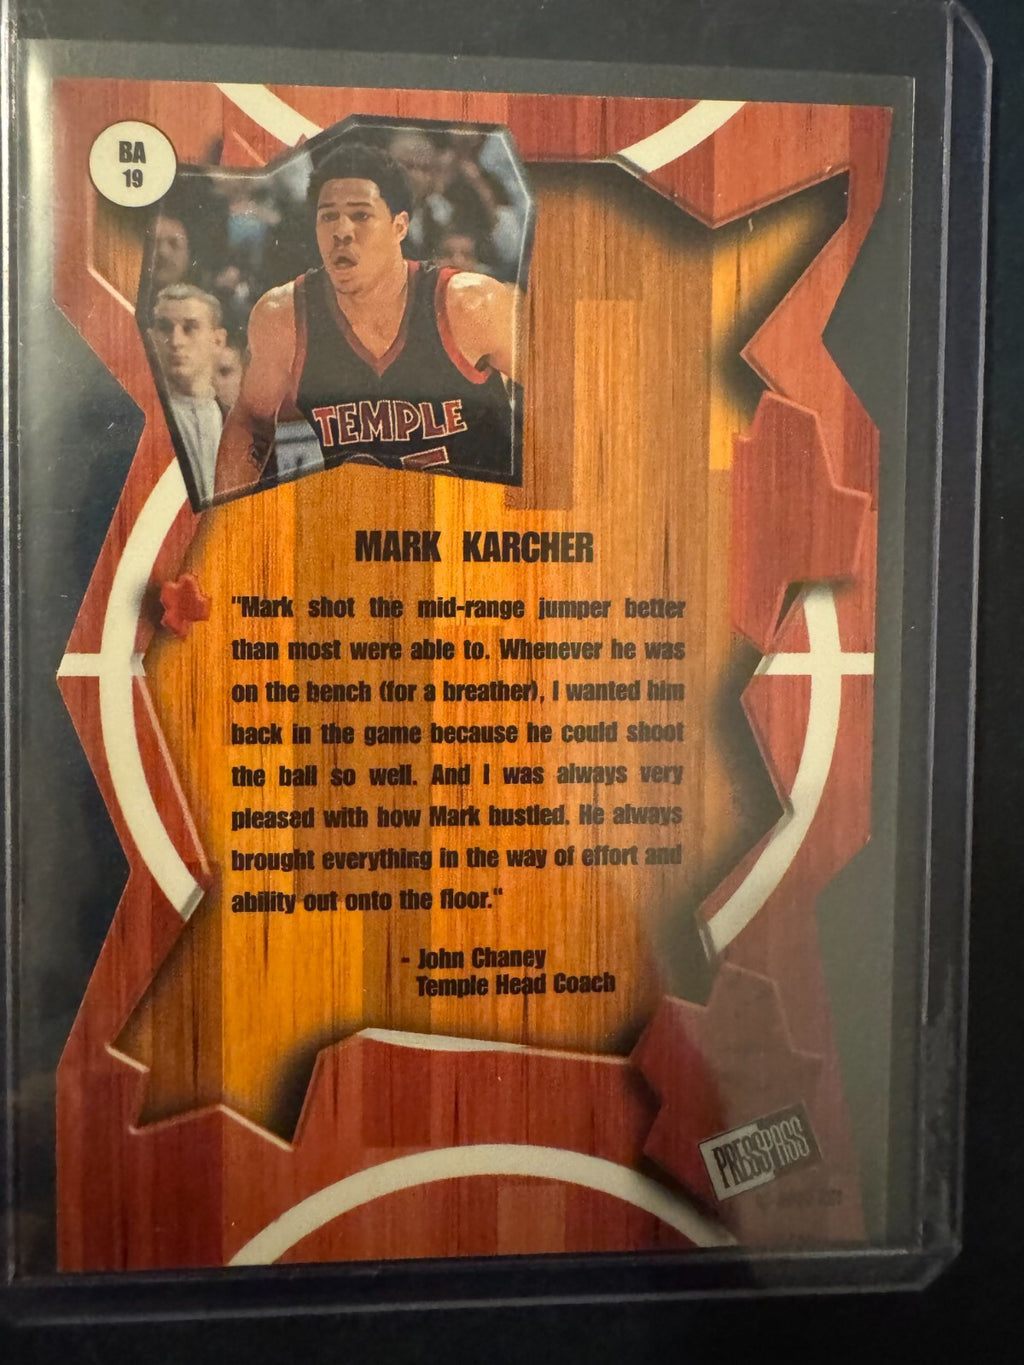 BA
19
TEMPLE
MARK KARCHER
"Mark shot the mid-range jumper better
than most were able to. Whenever he was
on the bench (for a breather), I wanted him
back in the game because he could shoot
the ball so well. And I was always very
pleased with how Mark hustled. He always
brought everything in the way of effort and
ability out onto the floor."
- John Chaney
Temple Head Coach
PRESS PASS